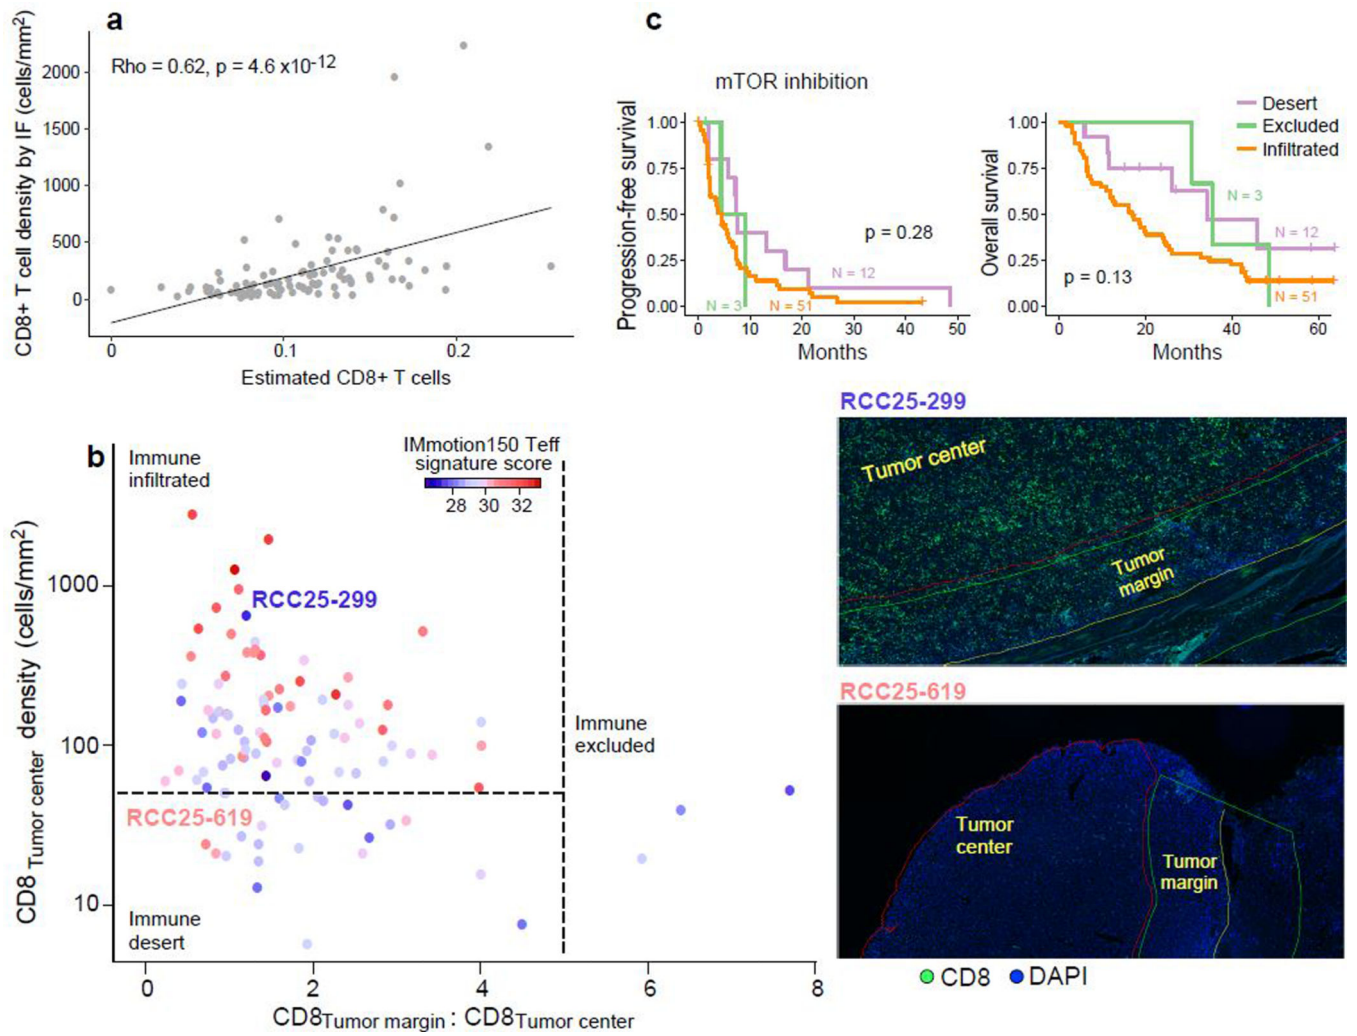 a
CD8+ T cell density by IF (cells/mm²)
Rho = 0.62, p = 4.6 x10⁻¹²
2000
1500
1000
500
0
0
0.1
0.2
Estimated CD8+ T cells
c
mTOR inhibition
Progression-free survival
1.00
0.75
0.50
0.25
0.00
p = 0.28
N = 12
N = 3
N = 51
0
10
20
30
40
50
Months
Overall survival
Desert
Excluded
Infiltrated
1.00
0.75
0.50
0.25
0.00
N = 3
N = 12
p = 0.13
N = 51
0
20
40
60
Months
b
Immune
infiltrated
IMmotion150 Teff
signature score
28 30 32
CD8Tumor center density (cells/mm²)
1000
100
10
RCC25-299
Immune
excluded
RCC25-619
Immune
desert
0
2
4
6
8
CD8Tumor margin : CD8Tumor center
RCC25-299
Tumor center
Tumor
margin
RCC25-619
Tumor
center
Tumor
margin
CD8 DAPI